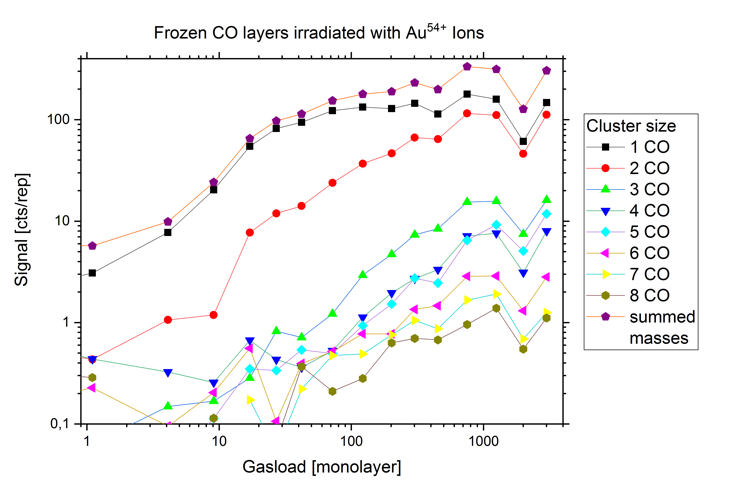 Frozen CO layers irradiated with Au54+ Ions
100
10
1
0,1
Signal [cts/rep]
1
10
100
1000
Gasload [monolayer]
Cluster size
1 CO
2 CO
3 CO
4 CO
5 CO
6 CO
7 CO
8 CO
summed
masses